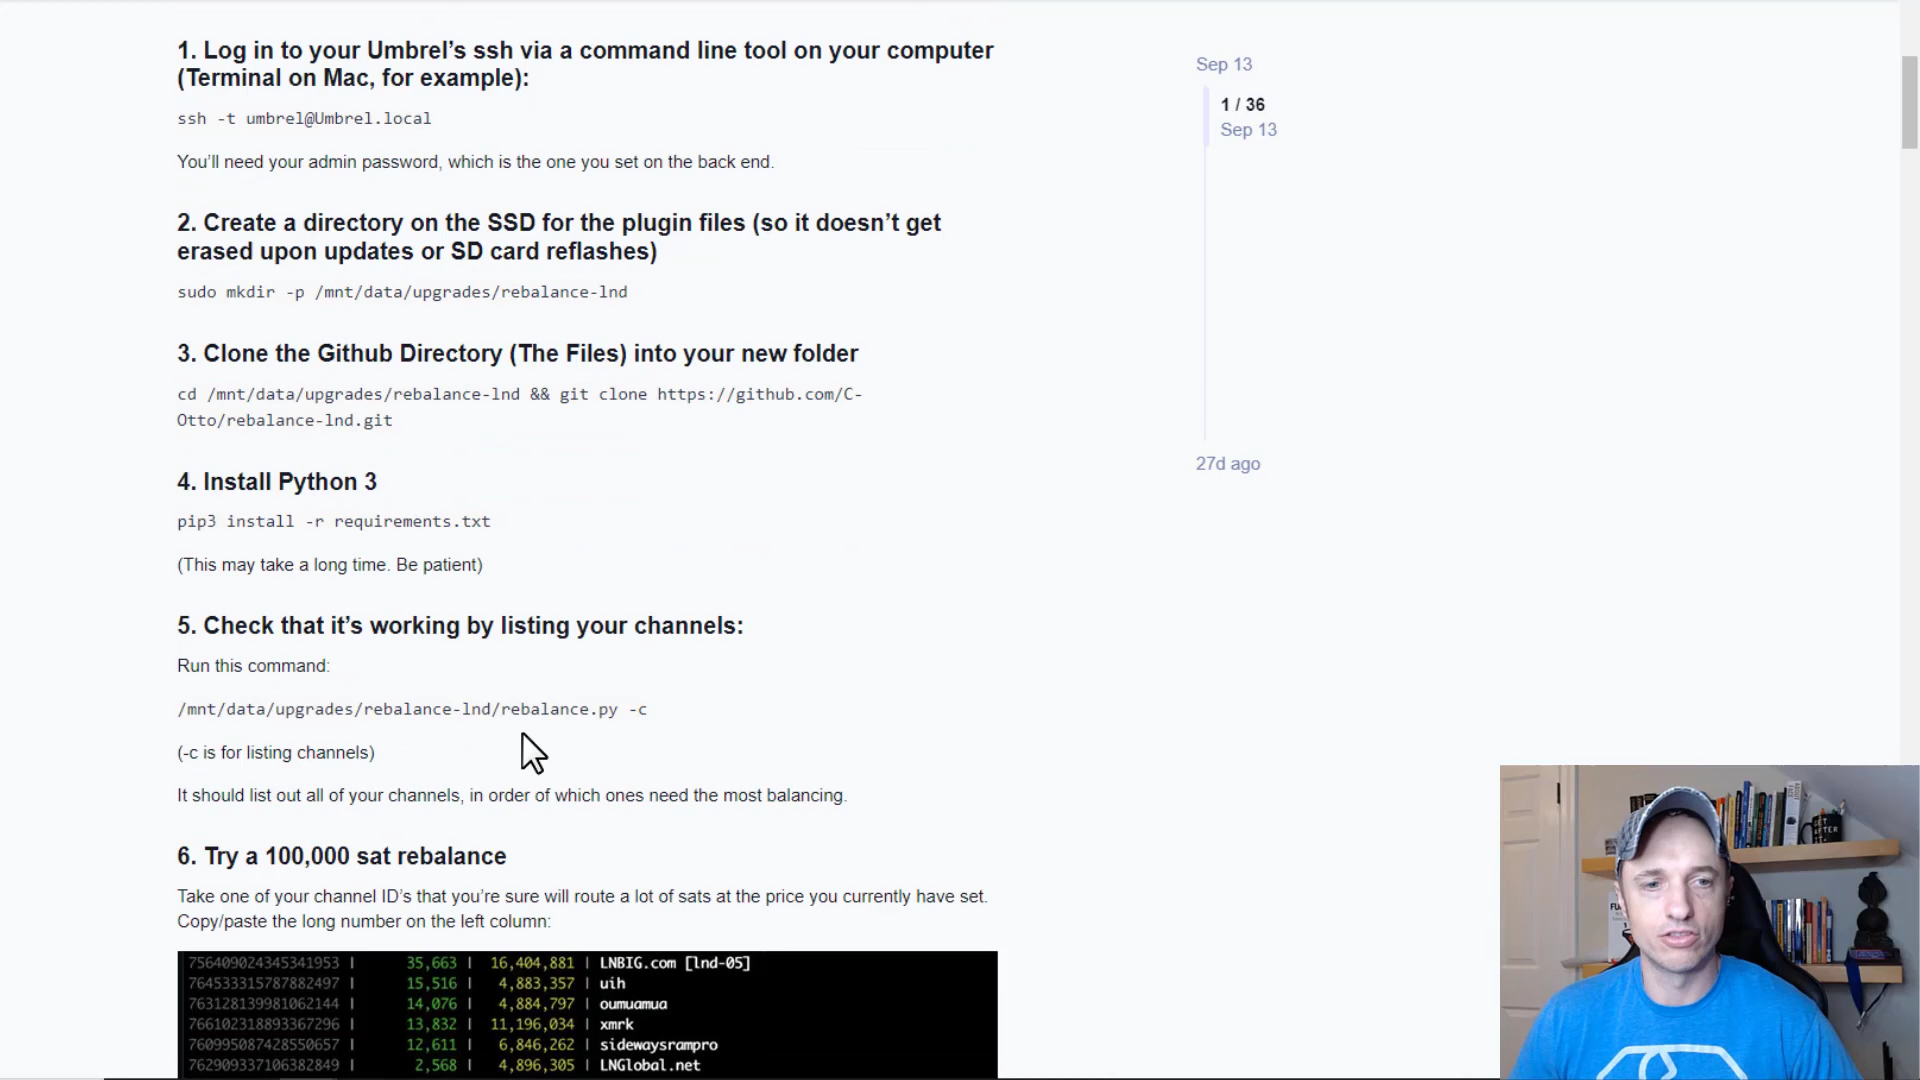 1. Log in to your Umbrel’s ssh via a command line tool on your computer
(Terminal on Mac, for example):
ssh -t umbrel@Umbrel.local
You’ll need your admin password, which is the one you set on the back end.
2. Create a directory on the SSD for the plugin files (so it doesn’t get
erased upon updates or SD card reflashes)
sudo mkdir -p /mnt/data/upgrades/rebalance-lnd
3. Clone the Github Directory (The Files) into your new folder
cd /mnt/data/upgrades/rebalance-lnd && git clone https://github.com/C-
Otto/rebalance-lnd.git
4. Install Python 3
pip3 install -r requirements.txt
(This may take a long time. Be patient)
5. Check that it’s working by listing your channels:
Run this command:
/mnt/data/upgrades/rebalance-lnd/rebalance.py -c
(-c is for listing channels)
It should list out all of your channels, in order of which ones need the most balancing.
6. Try a 100,000 sat rebalance
Take one of your channel ID’s that you’re sure will route a lot of sats at the price you currently have set.
Copy/paste the long number on the left column:
756409024345341953 | 35,663 | 16,404,881 | LNBIG.com [lnd-05]
764533315787882497 | 15,516 | 4,883,357 | uih
763128139981062144 | 14,076 | 4,884,797 | oumuamua
766102318893367296 | 13,832 | 11,196,034 | xmrk
760995087428550657 | 12,611 | 6,846,262 | sidewaysrampro
762909337106382849 | 2,568 | 4,896,305 | LNGlobal.net
Sep 13
1 / 36
Sep 13
27d ago
GET
AFTER